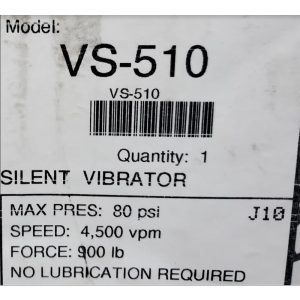 Model:
VS-510
VS-510
Quantity: 1
SILENT VIBRATOR
MAX PRES: 80 psi J10
SPEED: 4,500 vpm
FORCE: 900 lb
NO LUBRICATION REQUIRED